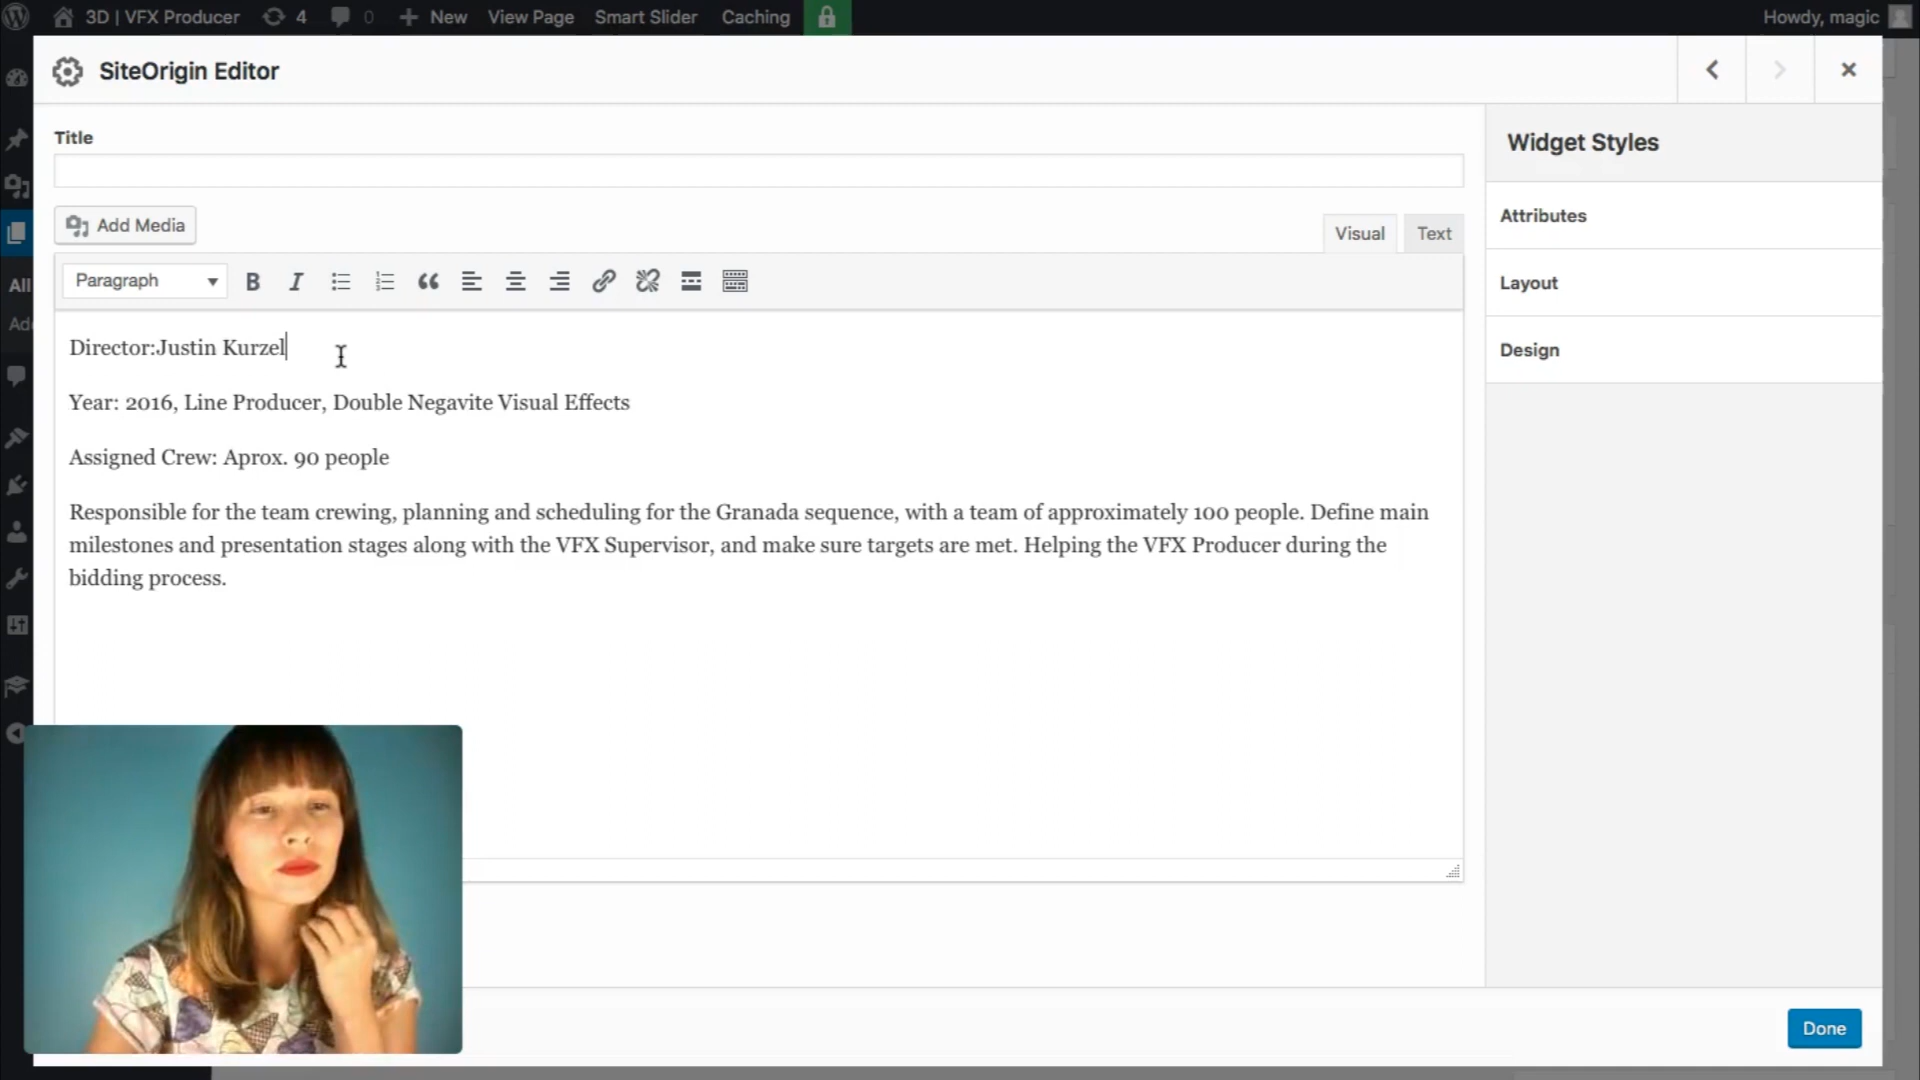 3D | VFX Producer 4 0 New View Page Smart Slider Caching Howdy, magic
SiteOrigin Editor
Title
Widget Styles
Add Media
Visual Text
Attributes
Paragraph B I
Layout
Director:Justin Kurzel
Design
Year: 2016, Line Producer, Double Negavite Visual Effects
Assigned Crew: Aprox. 90 people
Responsible for the team crewing, planning and scheduling for the Granada sequence, with a team of approximately 100 people. Define main
milestones and presentation stages along with the VFX Supervisor, and make sure targets are met. Helping the VFX Producer during the
bidding process.
All
Add
Done